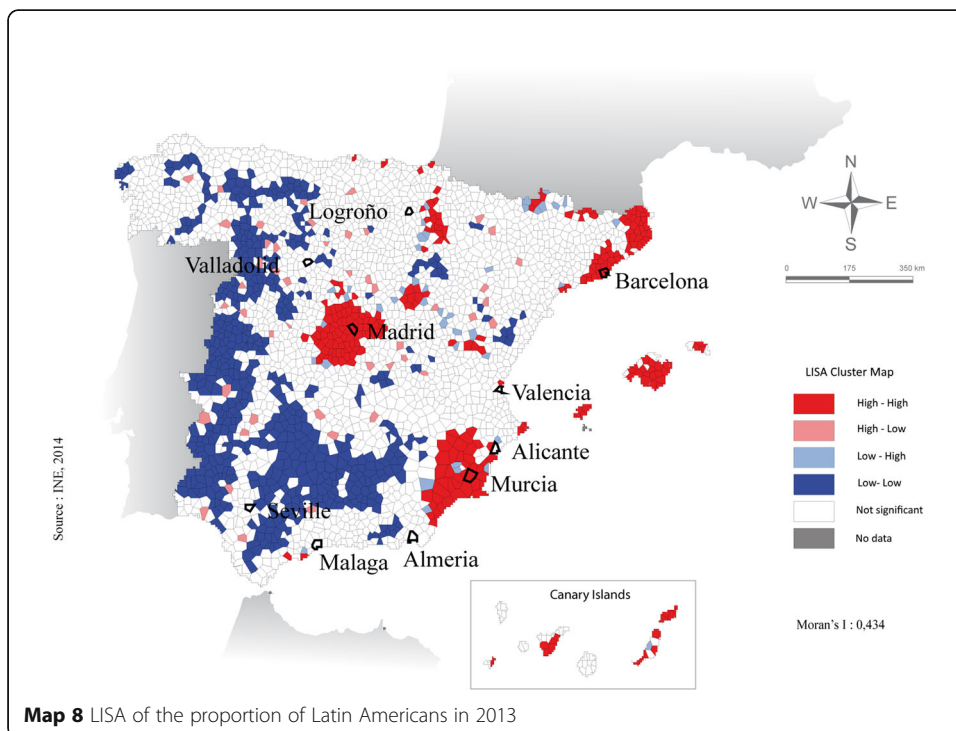 N
W E
S
0 175 350 km
Logroño
Valladolid
Barcelona
Madrid
Valencia
Alicante
Murcia
Seville
Malaga
Almeria
LISA Cluster Map
High - High
High - Low
Low - High
Low- Low
Not significant
No data
Source : INE, 2014
Canary Islands
Moran's I : 0,434
Map 8 LISA of the proportion of Latin Americans in 2013